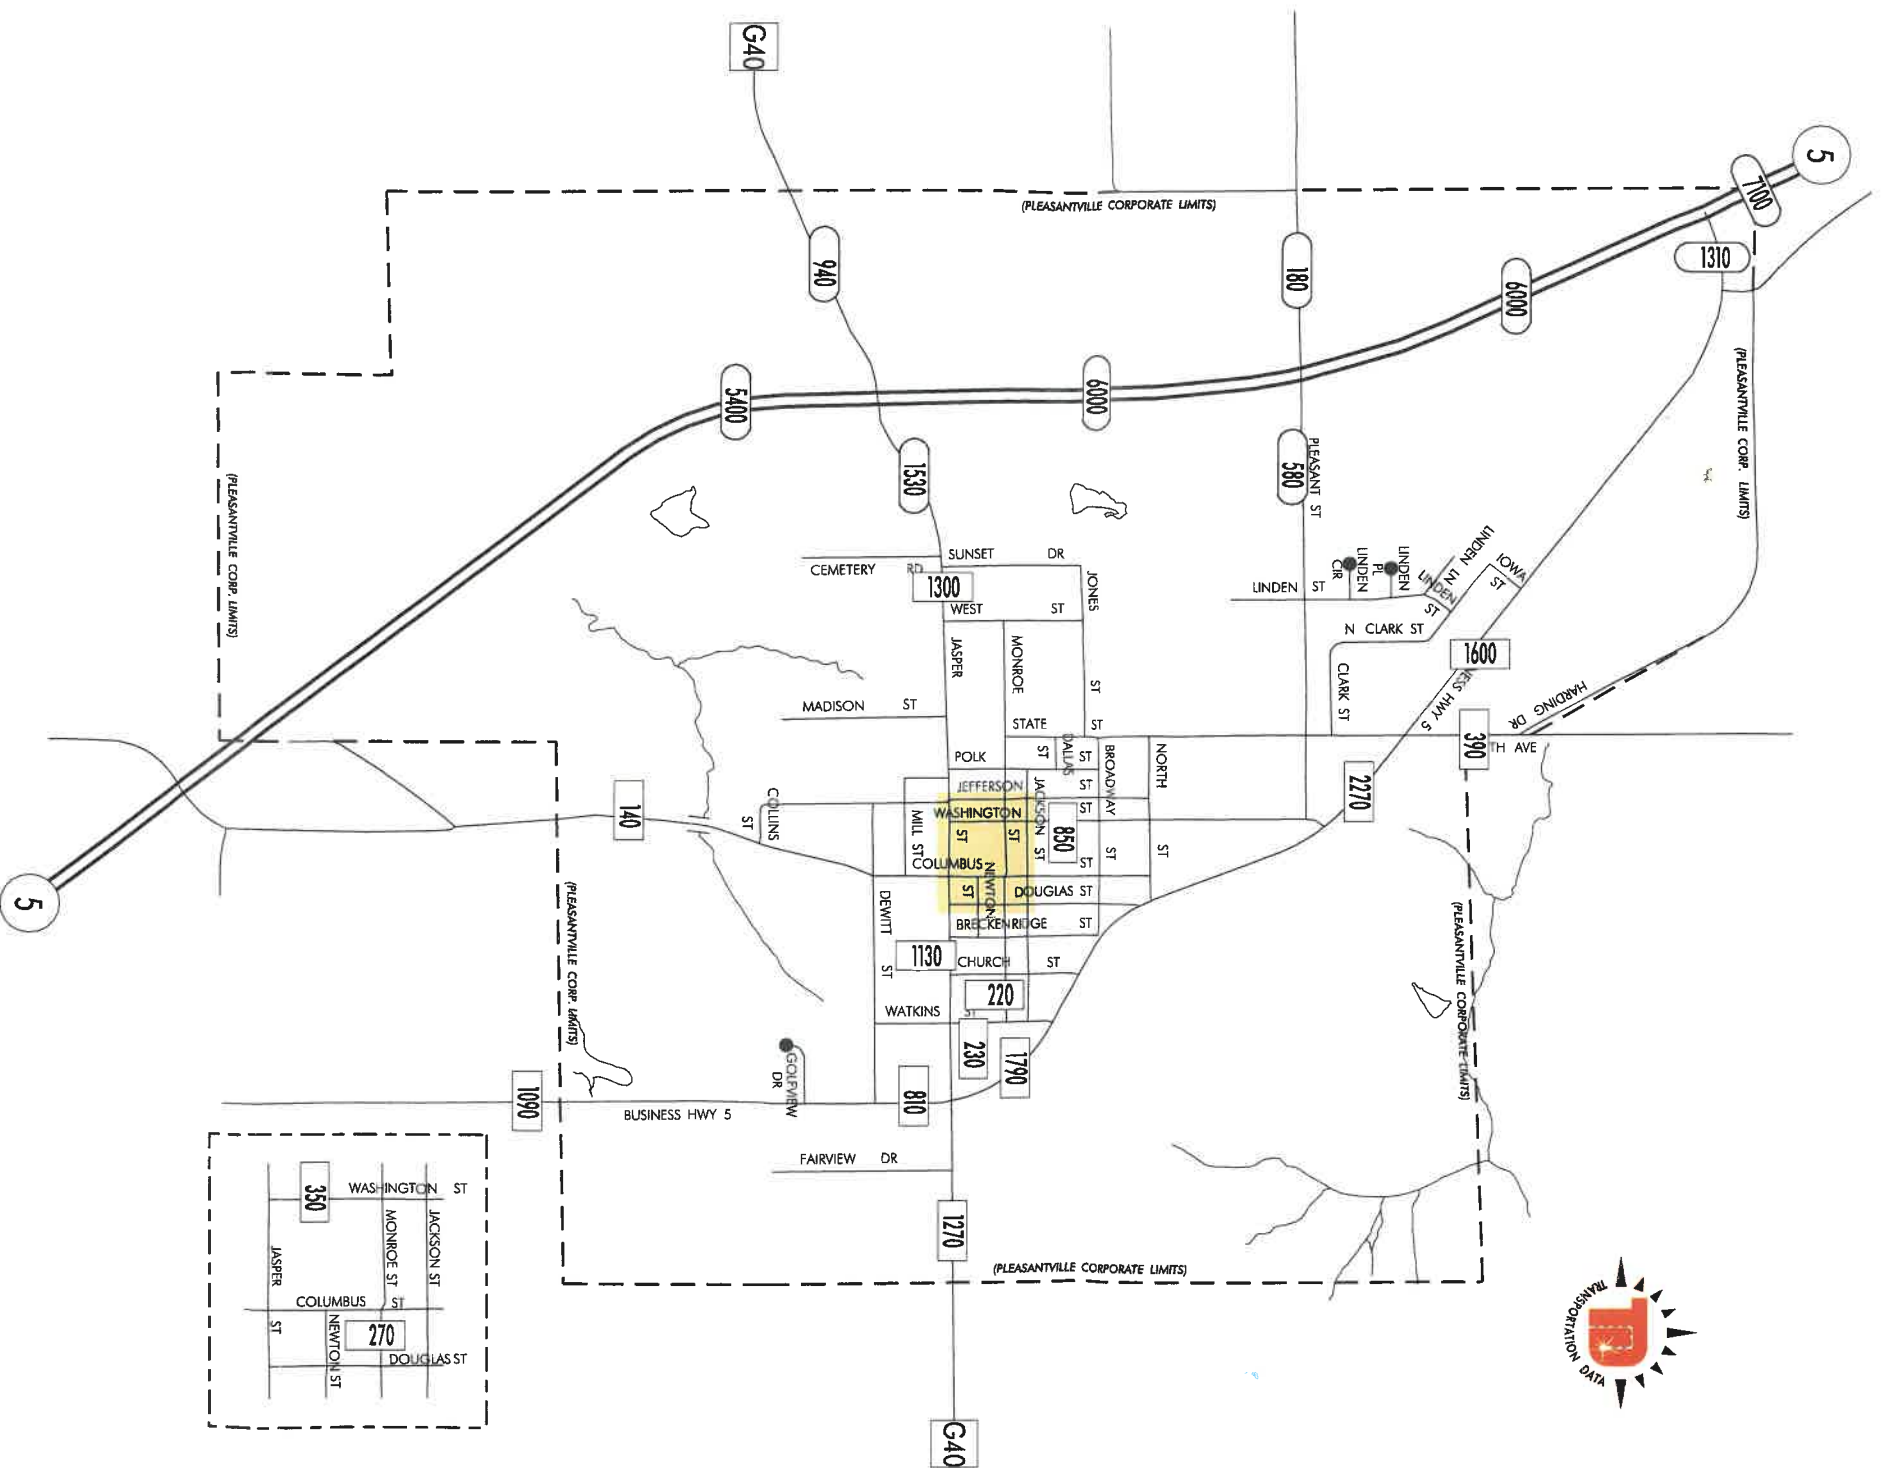 G40
5
7100
(PLEASANTVILLE CORPORATE LIMITS)
1310
940
180
6000
(PLEASANTVILLE CORP. LIMITS)
5400
6000
1530
580
PLEASANT ST
(PLEASANTVILLE CORP. LIMITS)
SUNSET DR
CEMETERY RD
JONES ST
1300
WEST ST
LINDEN ST
LINDEN CIR
LINDEN PL
LINDEN LN
LINDEN ST
IOWA ST
N CLARK ST
CLARK ST
1600
NESS HWY 5
HARDING DR
JASPER
MONROE
MADISON ST
STATE ST
390
TH AVE
POLK ST
DALLAS ST
BROADWAY ST
NORTH ST
2270
JEFFERSON ST
JACKSON ST
WASHINGTON ST
850
140
COLLINS ST
MILL ST
ST
ST
COLUMBUS ST
NEWTON ST
DOUGLAS ST
BRECKENRIDGE ST
DEWITT ST
1130
CHURCH ST
220
WATKINS ST
230
1790
(PLEASANTVILLE CORP. LIMITS)
(PLEASANTVILLE CORPORATE LIMITS)
5
GOLFVIEW DR
1090
BUSINESS HWY 5
810
FAIRVIEW DR
1270
(PLEASANTVILLE CORPORATE LIMITS)
G40
350
WASHINGTON ST
JASPER ST
MONROE ST
JACKSON ST
COLUMBUS ST
NEWTON ST
270
DOUGLAS ST
TRANSPORTATION DATA